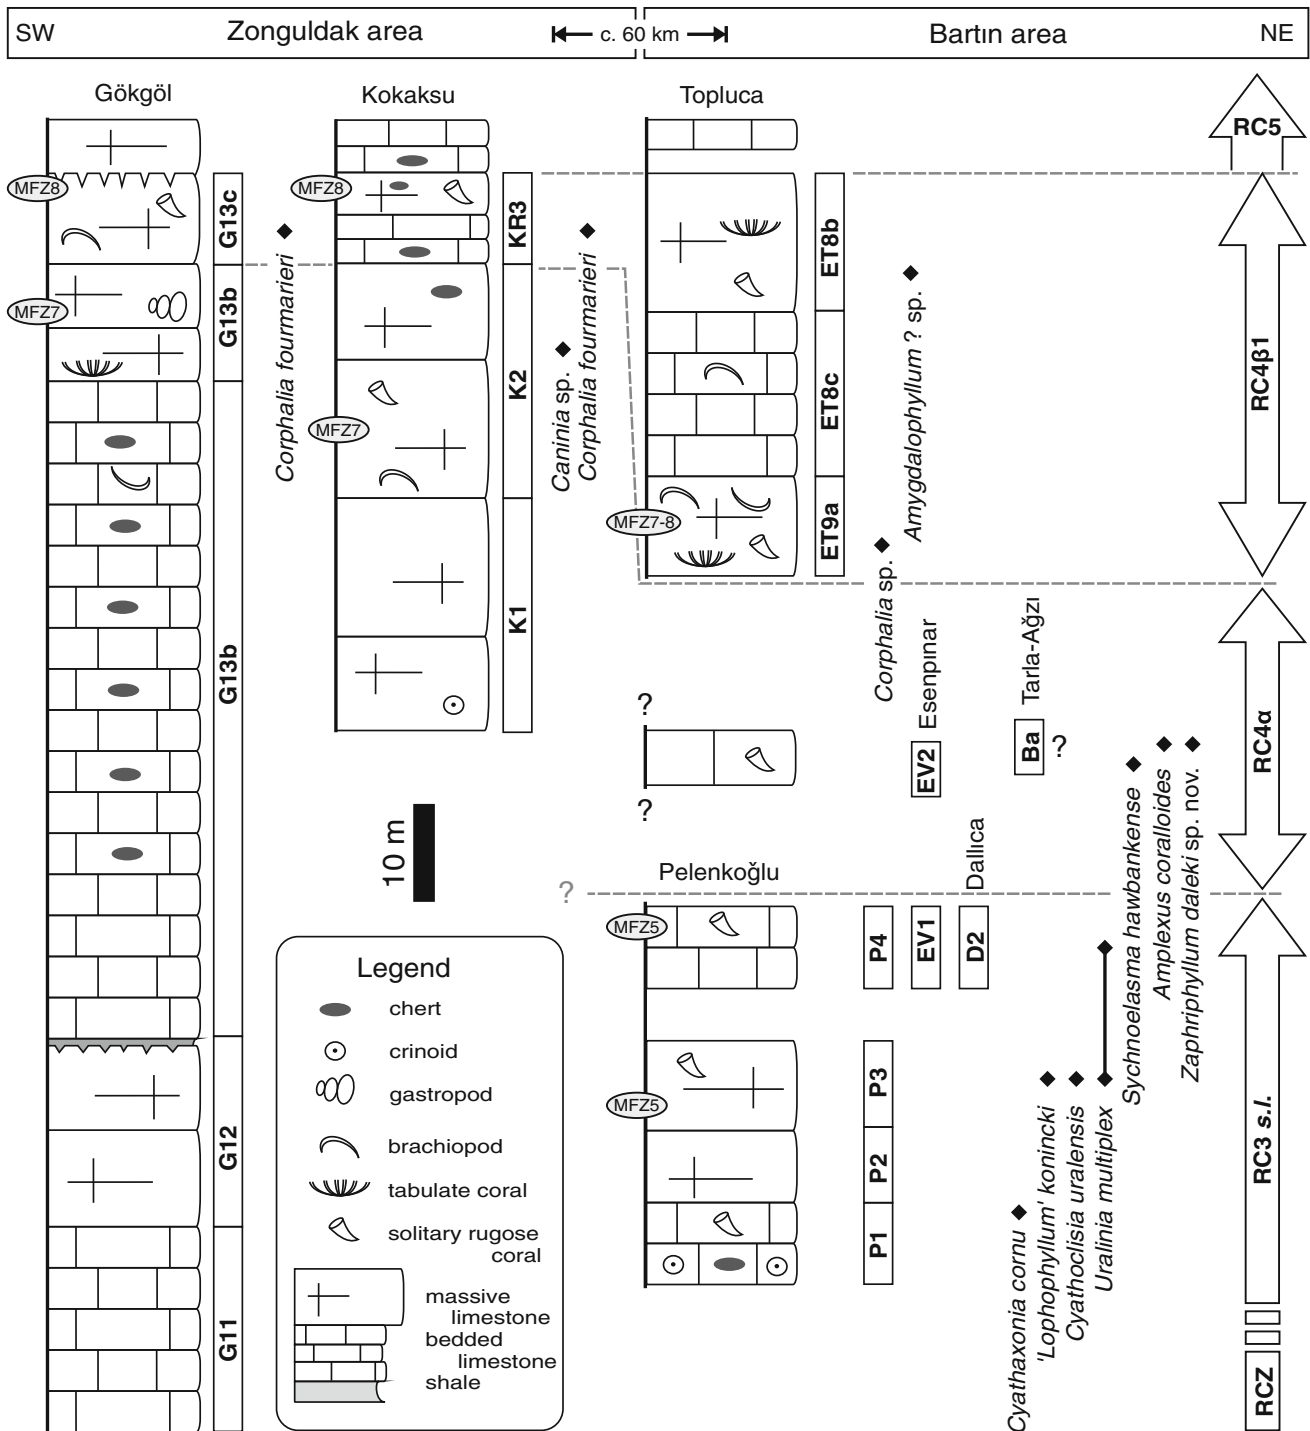 SW
Zonguldak area
c. 60 km
Bartın area
NE
Gökgöl
Kokaksu
Topluca
RC5
MFZ8
G13c
MFZ7
G13b
G13b
G12
G11
Corphalia fourmarieri
MFZ8
KR3
K2
MFZ7
K1
Caninia sp.
Corphalia fourmarieri
ET8b
ET8c
MFZ7-8
ET9a
Amygdalophyllum ? sp.
Corphalia sp.
RC4β1
?
?
Esenpınar
EV2
Tarla-Ağzı
Ba
?
RC4α
10 m
?
Pelenkoğlu
Dallıca
MFZ5
P4
EV1
D2
MFZ5
P3
P2
P1
Cyathaxonia cornu
'Lophophyllum' konincki
Cyathoclisia uralensis
Uralinia multiplex
Sychnoelasma hawbankense
Amplexus coralloides
Zaphriphyllum daleki sp. nov.
RC3 s.l.
RCZ
Legend
chert
crinoid
gastropod
brachiopod
tabulate coral
solitary rugose
coral
massive
limestone
bedded
limestone
shale